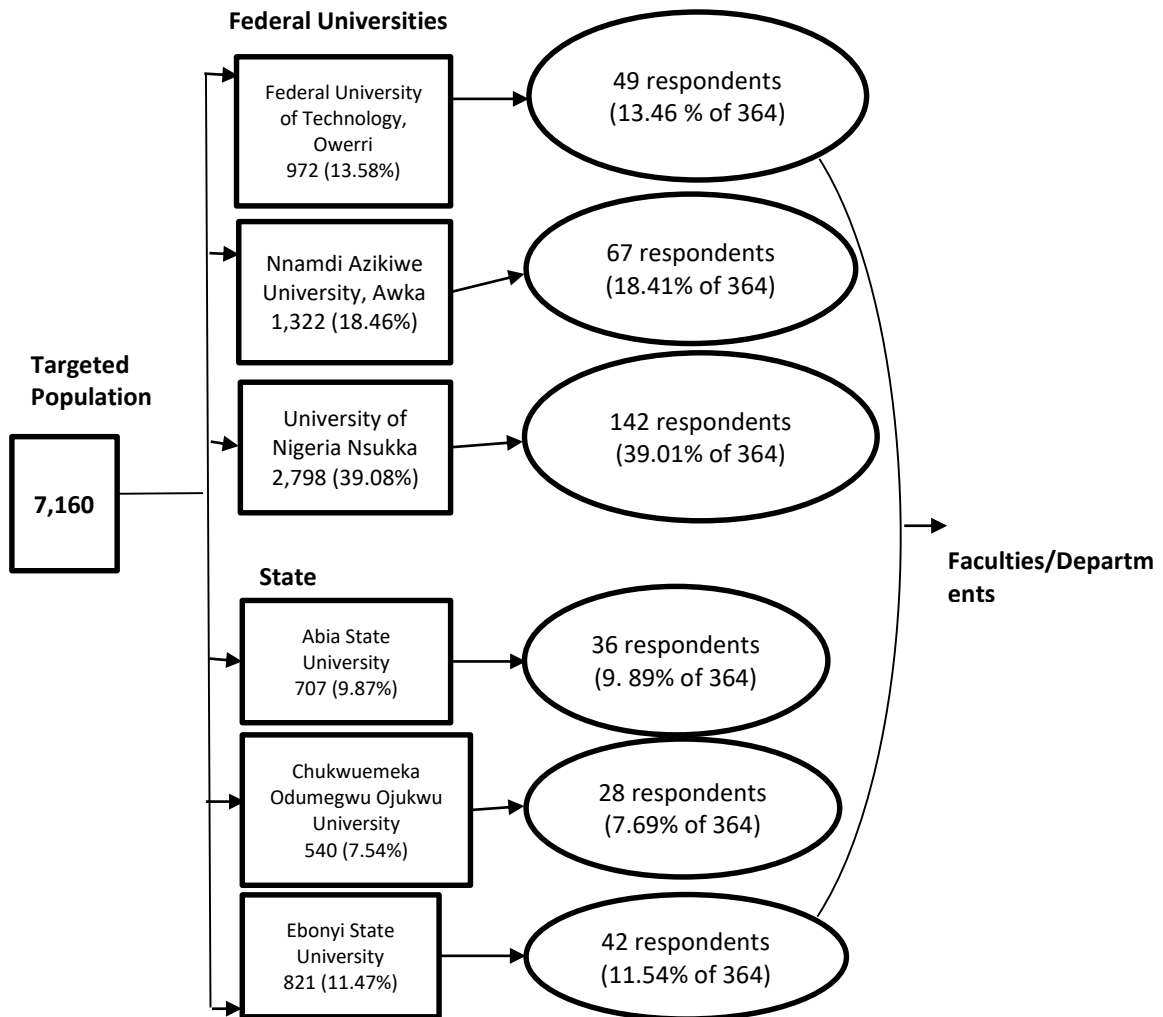 Federal Universities
Federal University
of Technology,
Owerri
972 (13.58%)
49 respondents
(13.46 % of 364)
Nnamdi Azikiwe
University, Awka
1,322 (18.46%)
67 respondents
(18.41% of 364)
Targeted
Population
7,160
University of
Nigeria Nsukka
2,798 (39.08%)
142 respondents
(39.01% of 364)
Faculties/Departm
ents
State
Abia State
University
707 (9.87%)
36 respondents
(9. 89% of 364)
Chukwuemeka
Odumegwu Ojukwu
University
540 (7.54%)
28 respondents
(7.69% of 364)
Ebonyi State
University
821 (11.47%)
42 respondents
(11.54% of 364)